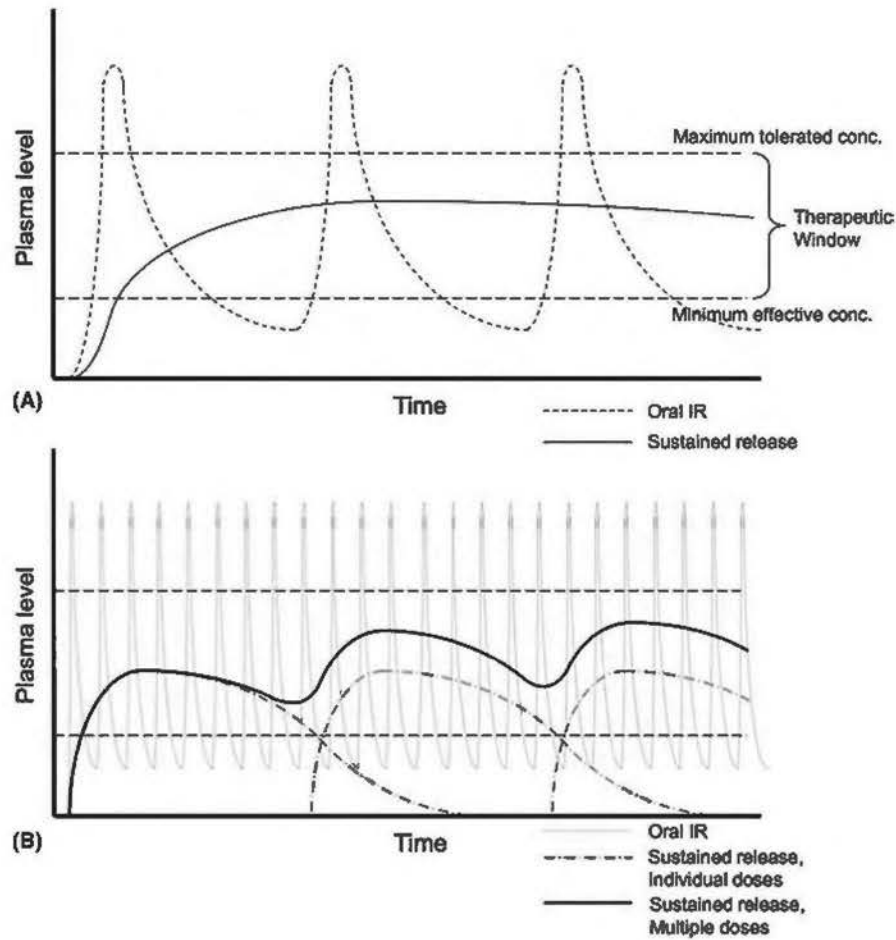 Plasma level
Maximum tolerated conc.
Therapeutic
Window
Minimum effective conc.
(A)
Time
Oral IR
Sustained release
Plasma level
(B)
Time
Oral IR
Sustained release,
Individual doses
Sustained release,
Multiple doses